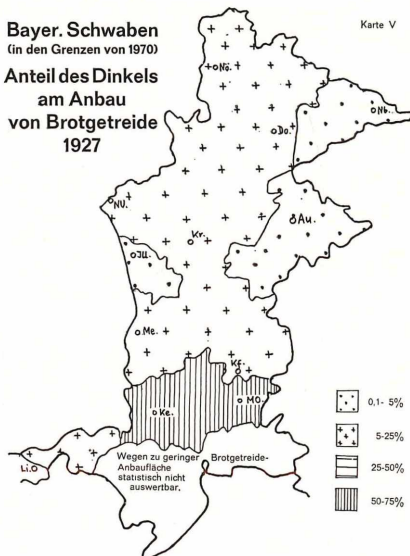 Bayer. Schwaben
(in den Grenzen von 1970)
Anteil des Dinkels
am Anbau
von Brotgetreide
1927
Karte V
Nö.
Nb.
Do.
NU.
Au.
Kr.
Jll.
Me.
Kf.
MO.
Ke.
Li.
Wegen zu geringer Brotgetreide-
Anbaufläche
statistisch nicht
auswertbar.
0,1- 5%
5-25%
25-50%
50-75%